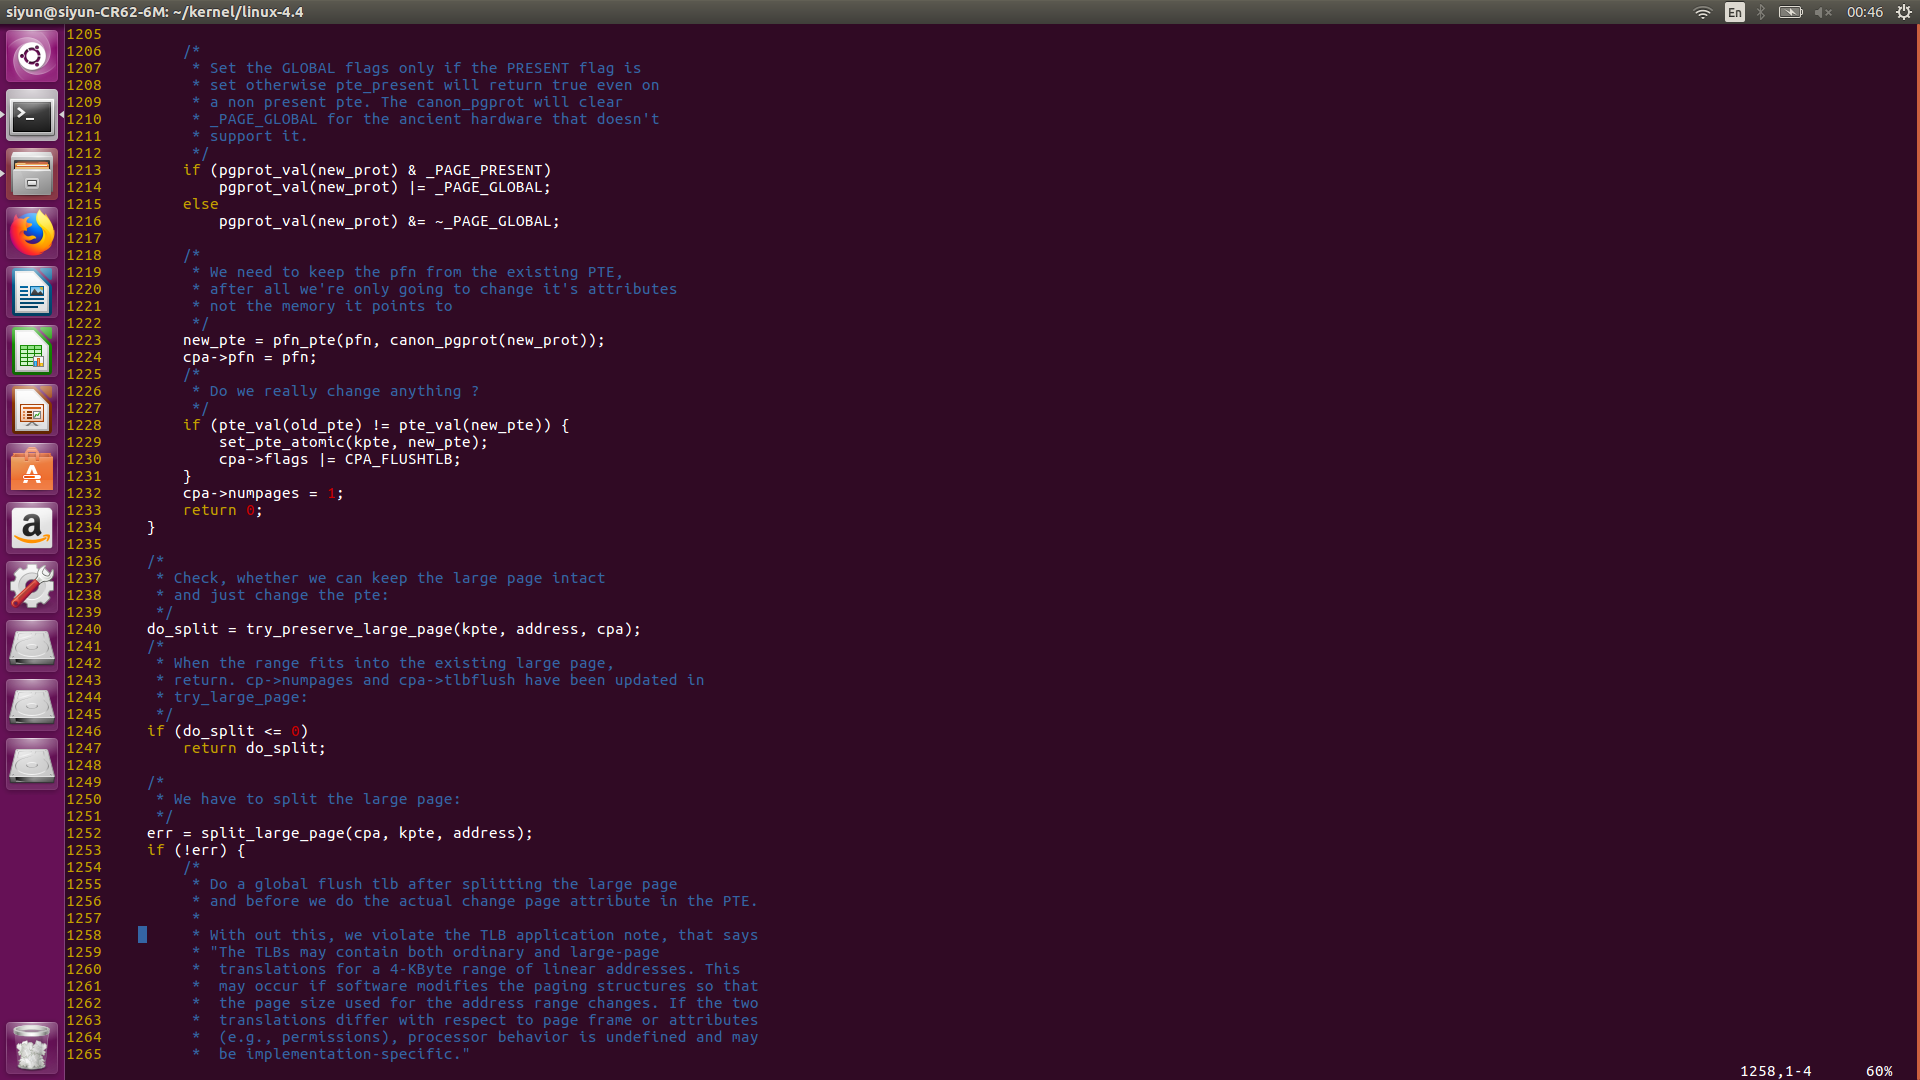 siyun@siyun-CR62-6M: ~/kernel/linux-4.4
En
00:46
1205
1206 /*
1207 * Set the GLOBAL flags only if the PRESENT flag is
1208 * set otherwise pte_present will return true even on
1209 * a non present pte. The canon_pgprot will clear
1210 * _PAGE_GLOBAL for the ancient hardware that doesn't
1211 * support it.
1212 */
1213 if (pgprot_val(new_prot) & _PAGE_PRESENT)
1214 pgprot_val(new_prot) |= _PAGE_GLOBAL;
1215 else
1216 pgprot_val(new_prot) &= ~_PAGE_GLOBAL;
1217
1218 /*
1219 * We need to keep the pfn from the existing PTE,
1220 * after all we're only going to change it's attributes
1221 * not the memory it points to
1222 */
1223 new_pte = pfn_pte(pfn, canon_pgprot(new_prot));
1224 cpa->pfn = pfn;
1225 /*
1226 * Do we really change anything ?
1227 */
1228 if (pte_val(old_pte) != pte_val(new_pte)) {
1229 set_pte_atomic(kpte, new_pte);
1230 cpa->flags |= CPA_FLUSHTLB;
1231 }
1232 cpa->numpages = 1;
1233 return 0;
1234 }
1235
1236 /*
1237 * Check, whether we can keep the large page intact
1238 * and just change the pte:
1239 */
1240 do_split = try_preserve_large_page(kpte, address, cpa);
1241 /*
1242 * When the range fits into the existing large page,
1243 * return. cp->numpages and cpa->tlbflush have been updated in
1244 * try_large_page:
1245 */
1246 if (do_split <= 0)
1247 return do_split;
1248
1249 /*
1250 * We have to split the large page:
1251 */
1252 err = split_large_page(cpa, kpte, address);
1253 if (!err) {
1254 /*
1255 * Do a global flush tlb after splitting the large page
1256 * and before we do the actual change page attribute in the PTE.
1257 *
1258 * With out this, we violate the TLB application note, that says
1259 * "The TLBs may contain both ordinary and large-page
1260 * translations for a 4-KByte range of linear addresses. This
1261 * may occur if software modifies the paging structures so that
1262 * the page size used for the address range changes. If the two
1263 * translations differ with respect to page frame or attributes
1264 * (e.g., permissions), processor behavior is undefined and may
1265 * be implementation-specific."
1258,1-4 60%